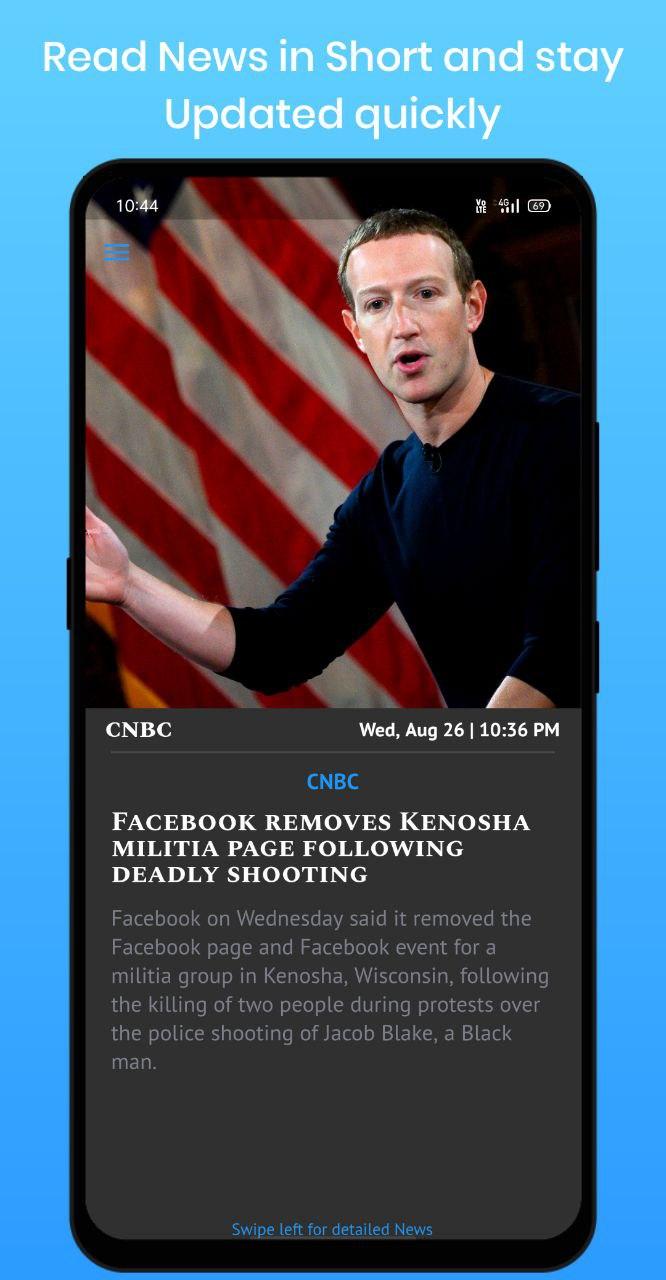 Read News in Short and stay
Updated quickly
10:44
Vo LTE 4G 69
CNBC
Wed, Aug 26 | 10:36 PM
CNBC
Facebook removes Kenosha
militia page following
deadly shooting
Facebook on Wednesday said it removed the
Facebook page and Facebook event for a
militia group in Kenosha, Wisconsin, following
the killing of two people during protests over
the police shooting of Jacob Blake, a Black
man.
Swipe left for detailed News